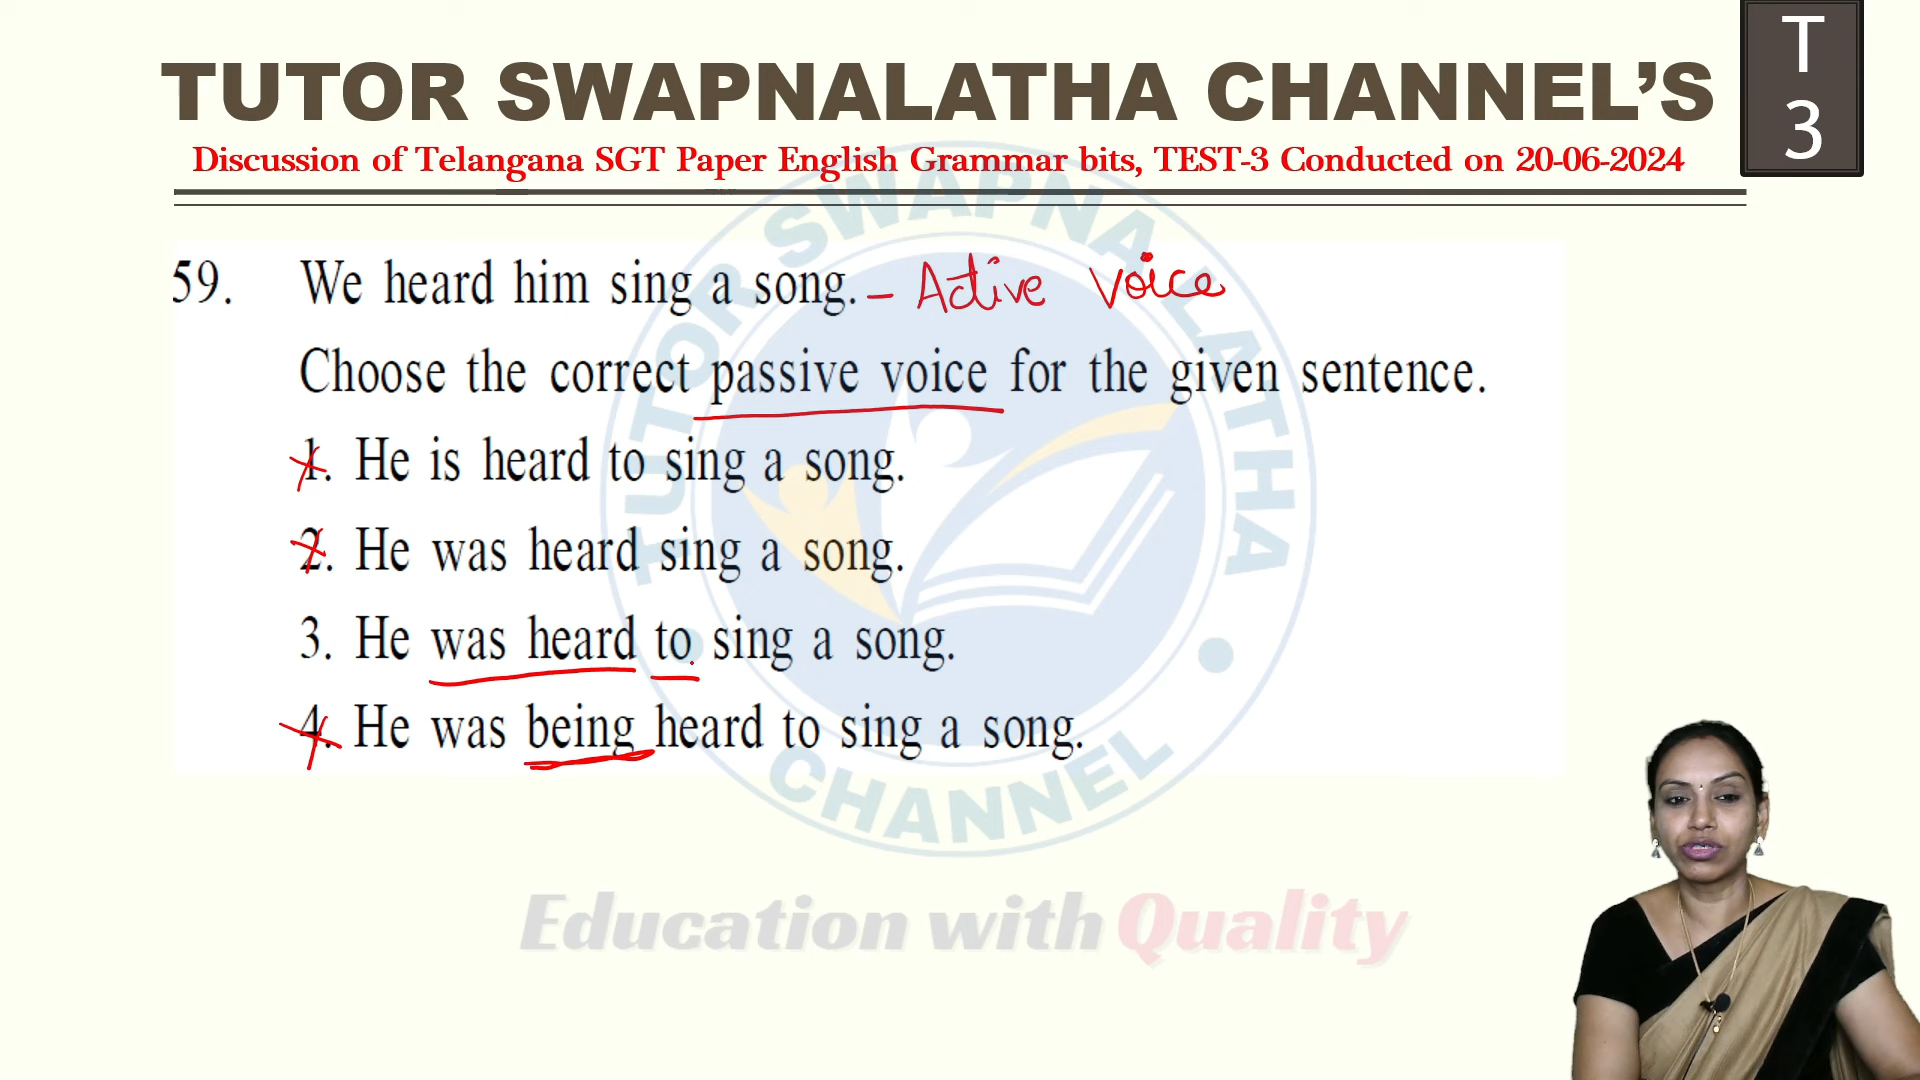 T
3
TUTOR SWAPNALATHA CHANNEL'S
Discussion of Telangana SGT Paper English Grammar bits, TEST-3 Conducted on 20-06-2024
59. We heard him sing a song. - Active Voice
Choose the correct passive voice for the given sentence.
1. He is heard to sing a song.
2. He was heard sing a song.
3. He was heard to sing a song.
4. He was being heard to sing a song.
TUTOR SWAPNALATHA
CHANNEL
Education with Quality